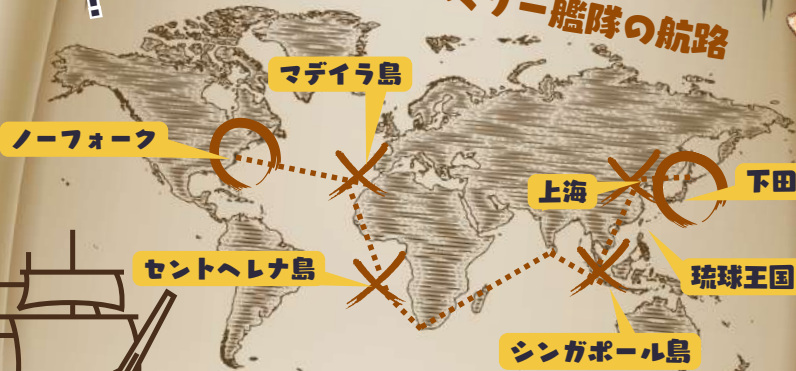 ！
ペリー艦隊の航路
マデイラ島
ノーフォーク
上海
下田
セントヘレナ島
琉球王国
シンガポール島